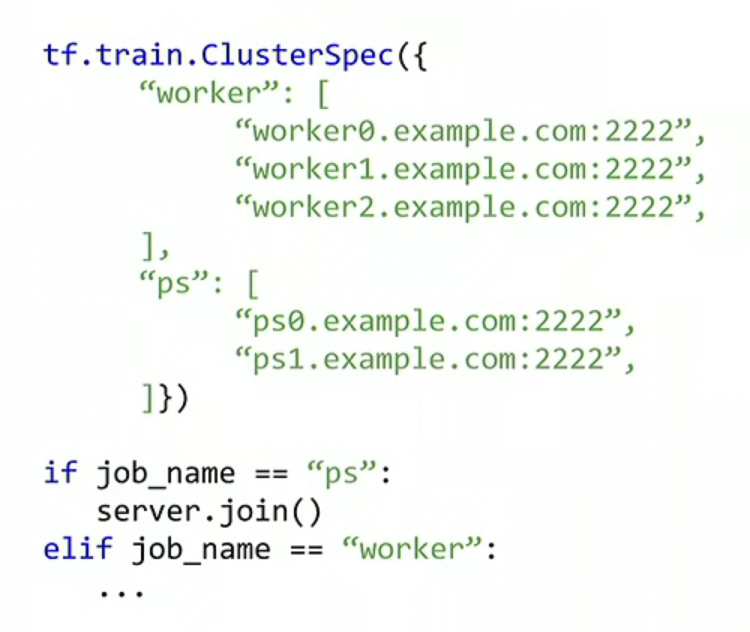 tf.train.ClusterSpec({
“worker”: [
“worker0.example.com:2222”,
“worker1.example.com:2222”,
“worker2.example.com:2222”,
],
“ps”: [
“ps0.example.com:2222”,
“ps1.example.com:2222”,
]})
if job_name == “ps”:
server.join()
elif job_name == “worker”:
...